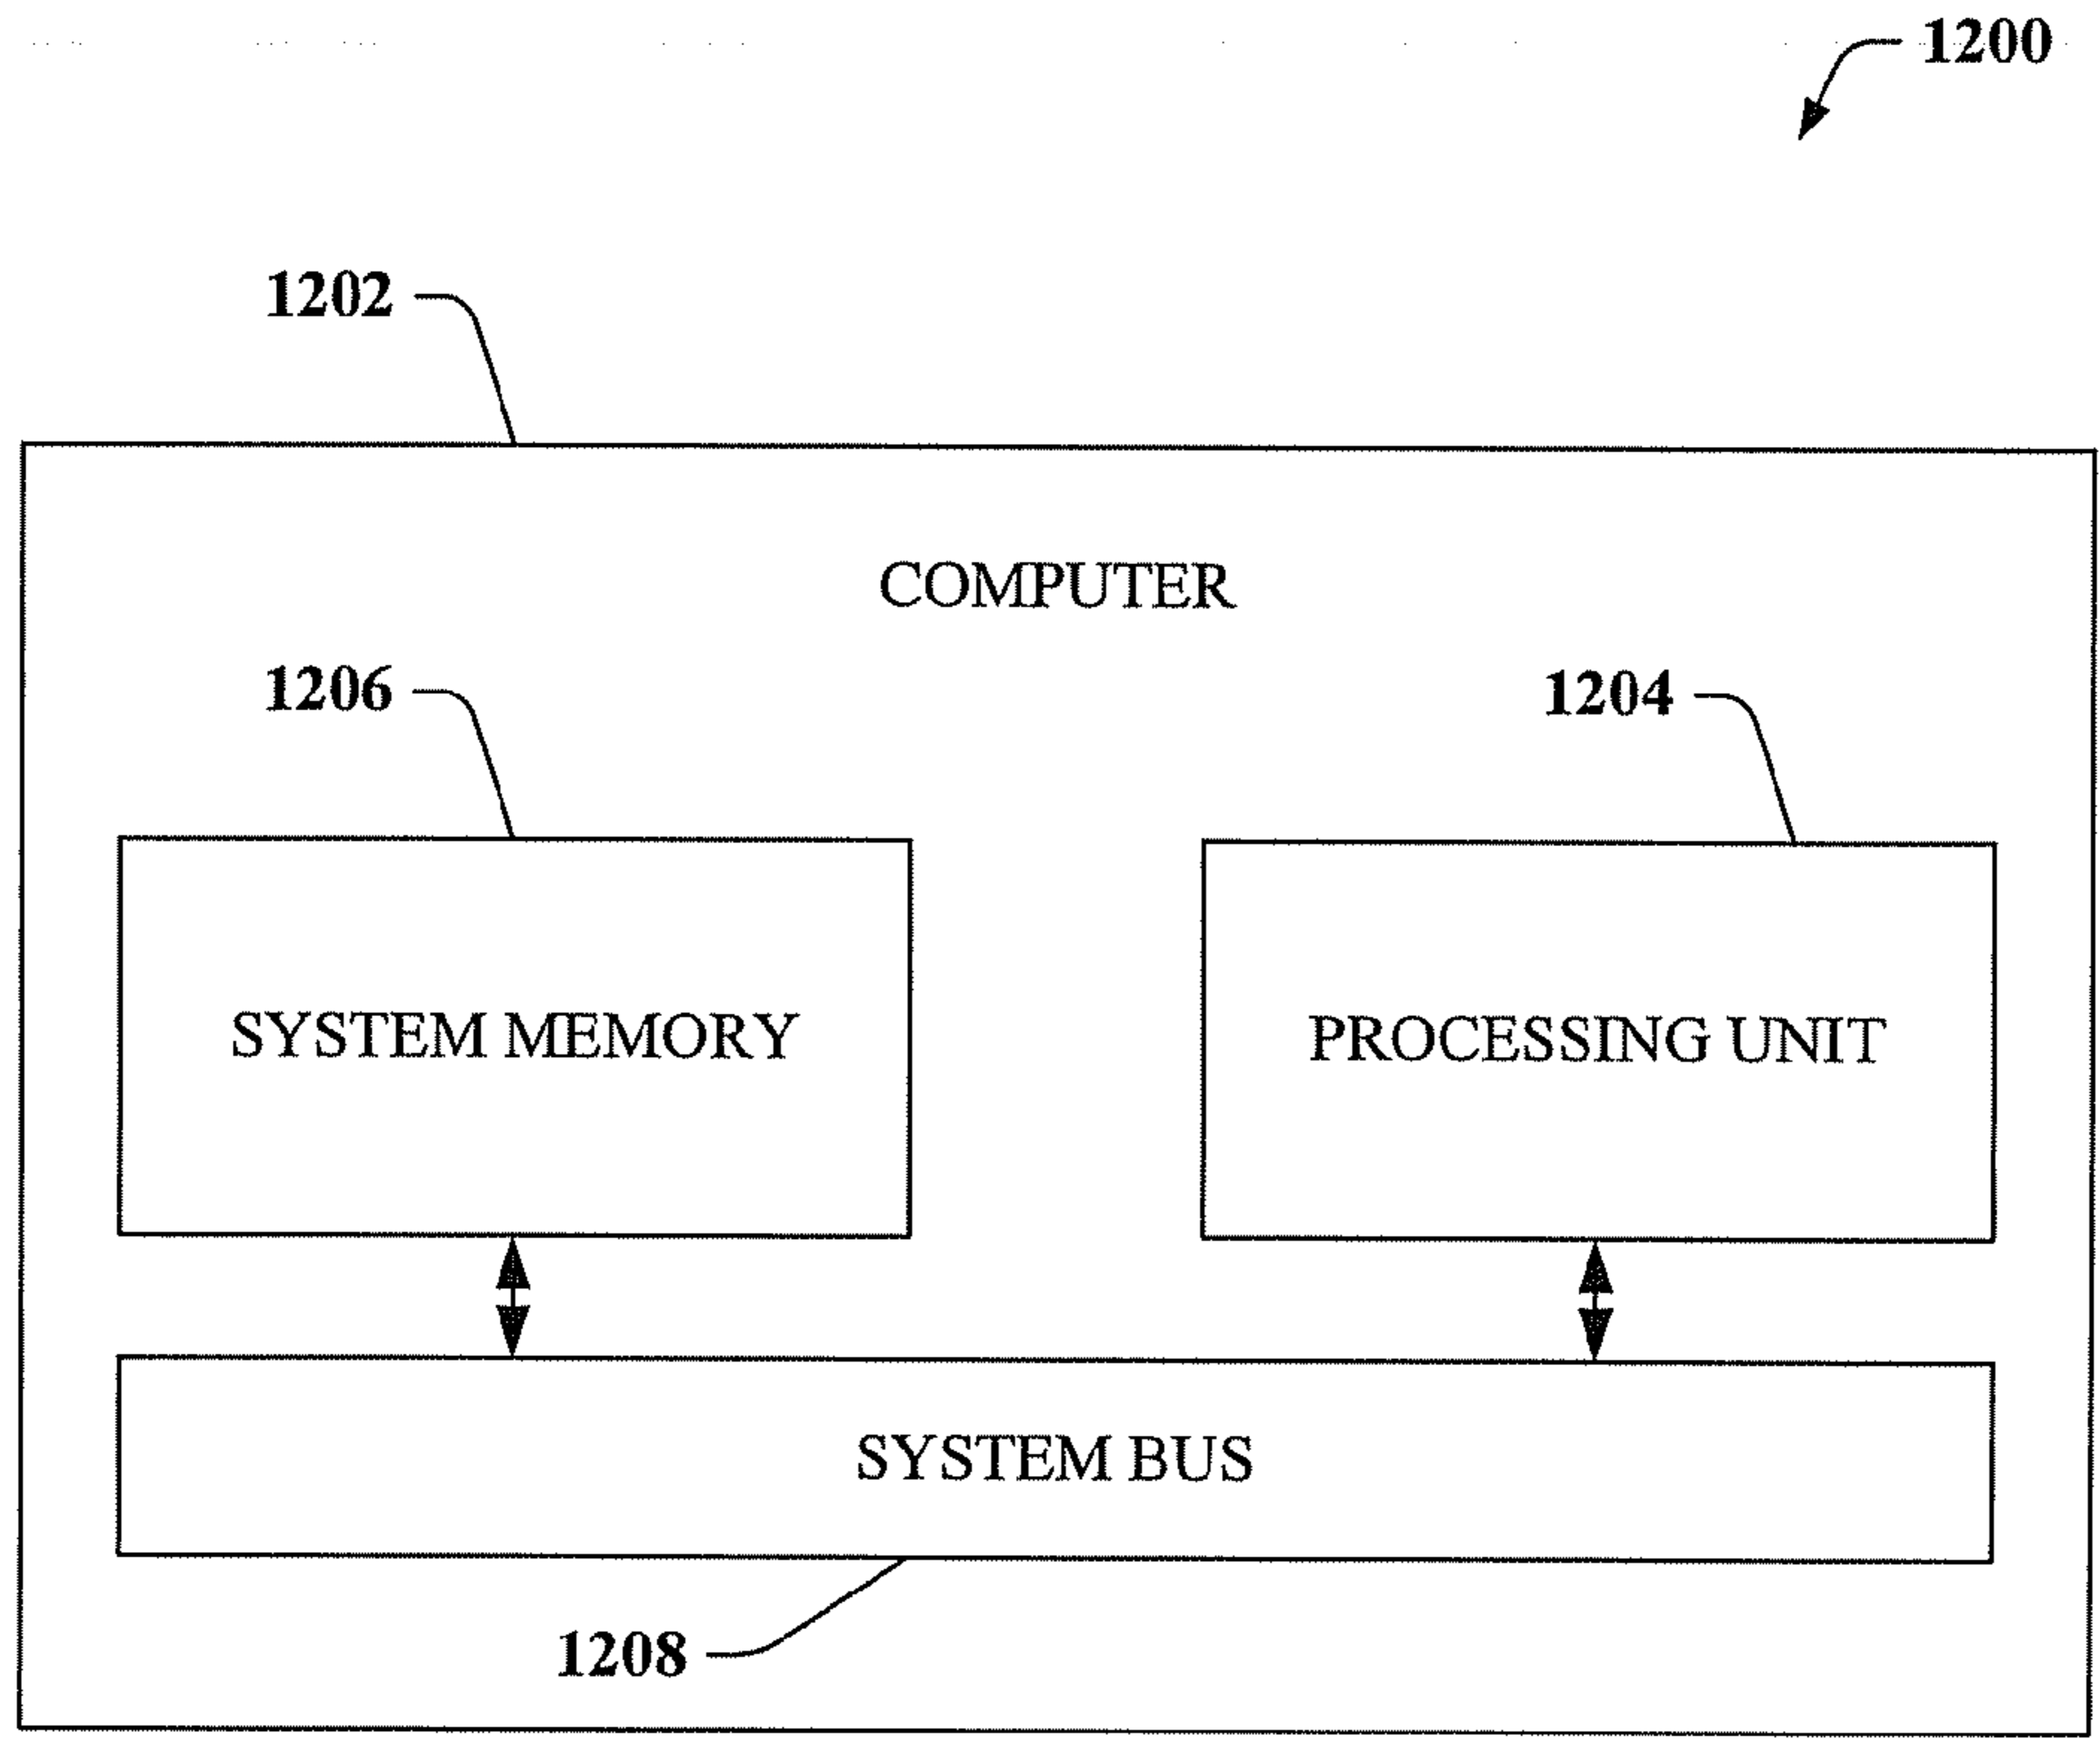 1200
1202
COMPUTER
1206
1204
SYSTEM MEMORY
PROCESSING UNIT
SYSTEM BUS
1208